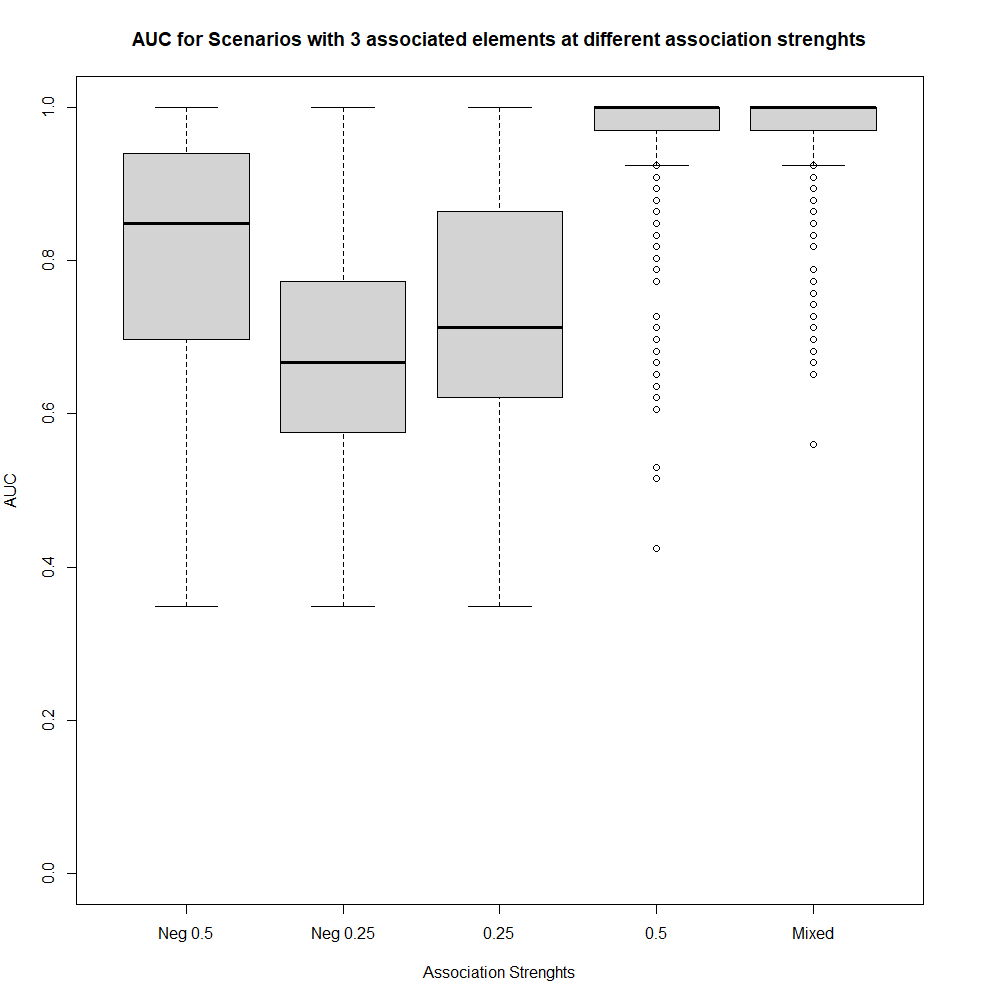 AUC for Scenarios with 3 associated elements at different association strenghts
1.0
0.8
0.6
0.4
0.2
0.0
AUC
Neg 0.5 Neg 0.25 0.25 0.5 Mixed
Association Strenghts